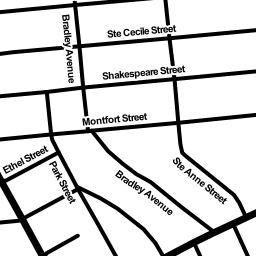 Bradley Avenue
Ste Cecile Street
Shakespeare Street
Montfort Street
Ethel Street
Park Street
Bradley Avenue
Ste Anne Street